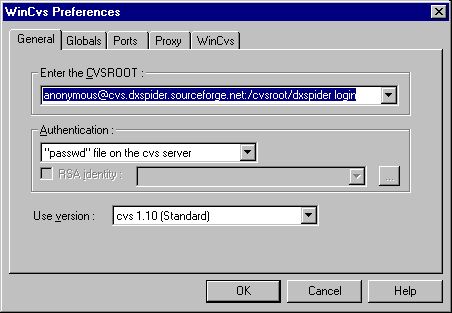 WinCvs Preferences
General Globals Ports Proxy WinCvs
Enter the CVSROOT :
anonymous@cvs.dxspider.sourceforge.net:/cvsroot/dxspider login
Authentication :
"passwd" file on the cvs server
RSA identity :
...
Use version : cvs 1.10 (Standard)
OK Cancel Help